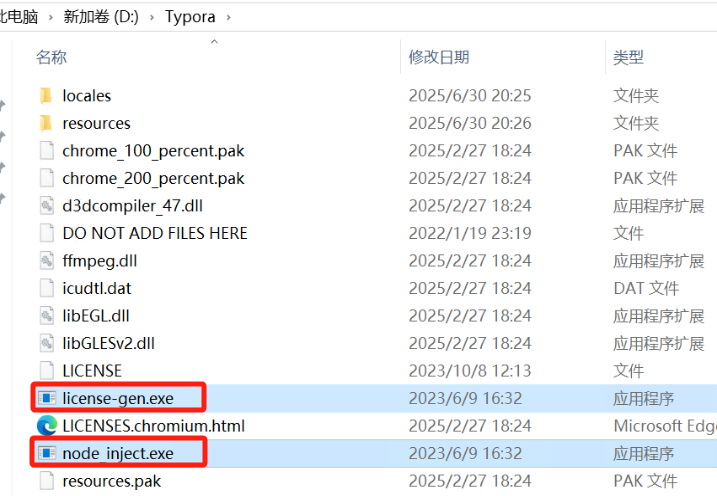 此电脑 › 新加卷 (D:) › Typora ›
名称 修改日期 类型
locales 2025/6/30 20:25 文件夹
resources 2025/6/30 20:26 文件夹
chrome_100_percent.pak 2025/2/27 18:24 PAK 文件
chrome_200_percent.pak 2025/2/27 18:24 PAK 文件
d3dcompiler_47.dll 2025/2/27 18:24 应用程序扩展
DO NOT ADD FILES HERE 2022/1/19 23:19 文件
ffmpeg.dll 2025/2/27 18:24 应用程序扩展
icudtl.dat 2025/2/27 18:24 DAT 文件
libEGL.dll 2025/2/27 18:24 应用程序扩展
libGLESv2.dll 2025/2/27 18:24 应用程序扩展
LICENSE 2023/10/8 12:13 文件
license-gen.exe 2023/6/9 16:32 应用程序
LICENSES.chromium.html 2025/2/27 18:24 Microsoft Edg
node_inject.exe 2023/6/9 16:32 应用程序
resources.pak 2025/2/27 18:24 PAK 文件